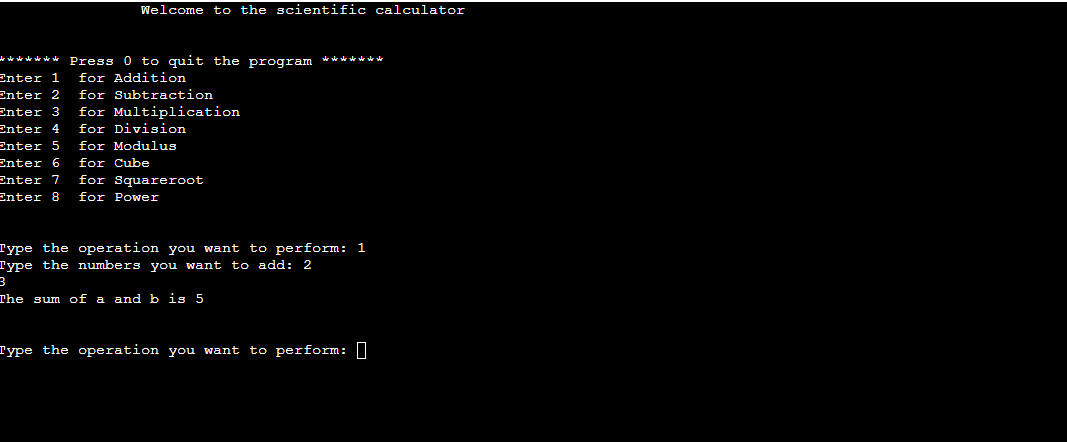 Welcome to the scientific calculator
******* Press 0 to quit the program *******
Enter 1  for Addition
Enter 2  for Subtraction
Enter 3  for Multiplication
Enter 4  for Division
Enter 5  for Modulus
Enter 6  for Cube
Enter 7  for Squareroot
Enter 8  for Power
Type the operation you want to perform: 1
Type the numbers you want to add: 2
3
The sum of a and b is 5
Type the operation you want to perform: